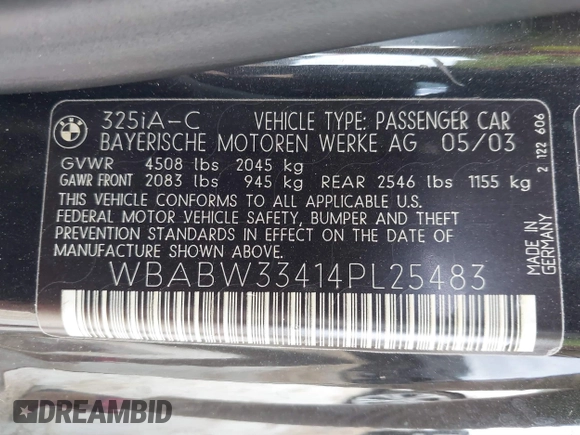 BMW
325iA-C VEHICLE TYPE: PASSENGER CAR
BAYERISCHE MOTOREN WERKE AG 05/03
GVWR 4508 lbs 2045 kg
GAWR FRONT 2083 lbs 945 kg REAR 2546 lbs 1155 kg
THIS VEHICLE CONFORMS TO ALL APPLICABLE U.S.
FEDERAL MOTOR VEHICLE SAFETY, BUMPER AND THEFT
PREVENTION STANDARDS IN EFFECT ON THE DATE OF
MANUFACTURE SHOWN ABOVE.
WBABW33414PL25483
MADE IN
GERMANY
2 122 606
DREAMBID